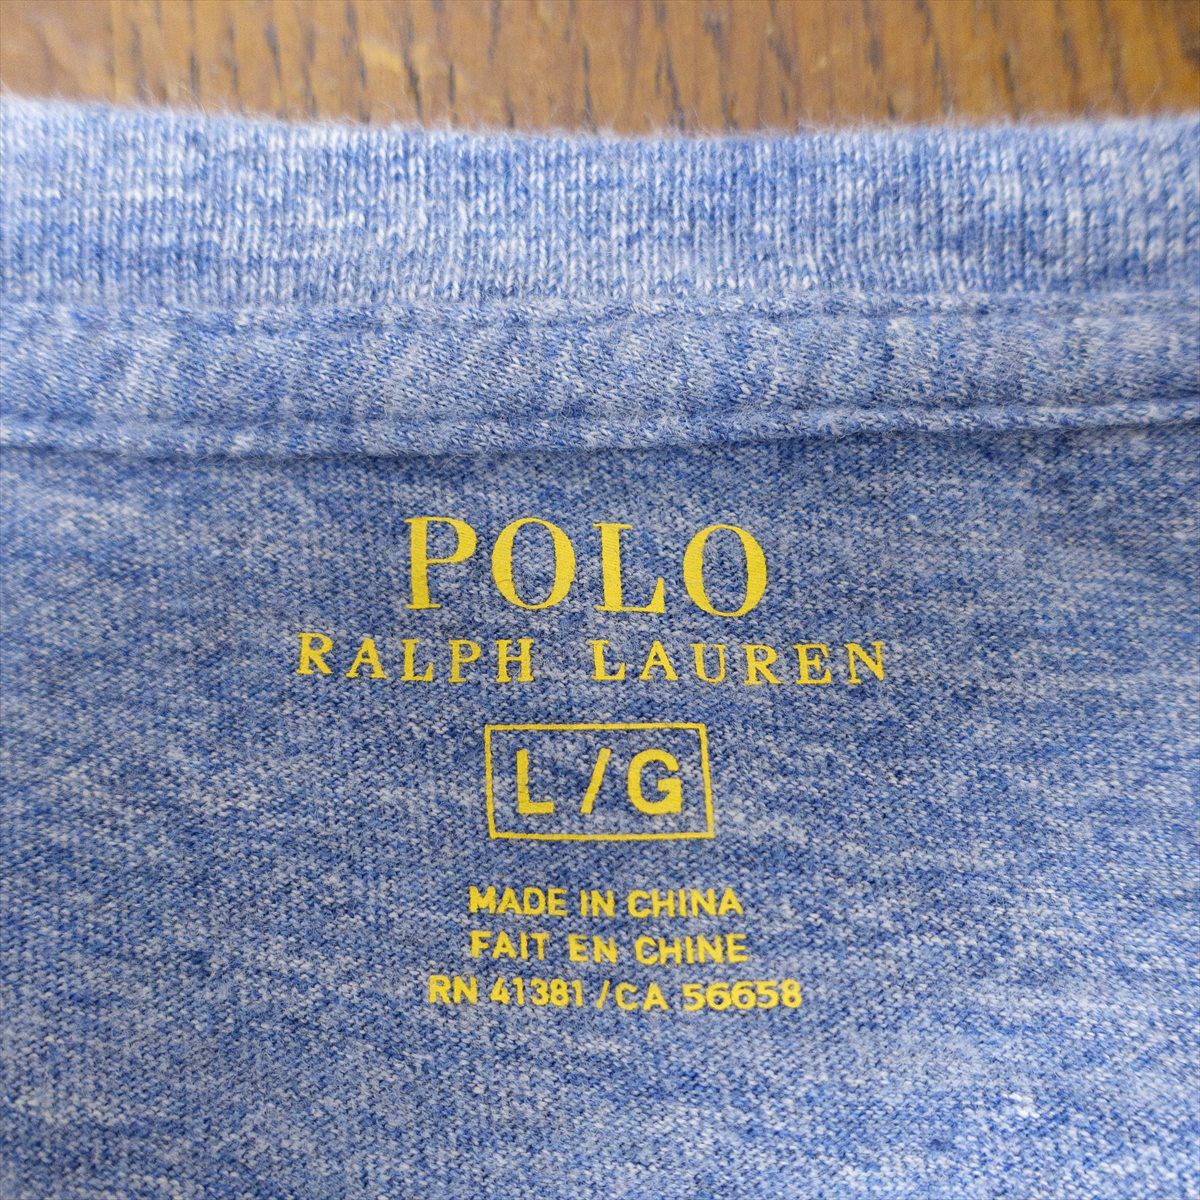 POLO
RALPH LAUREN
L/G
MADE IN CHINA
FAIT EN CHINE
RN 41381/CA 56658